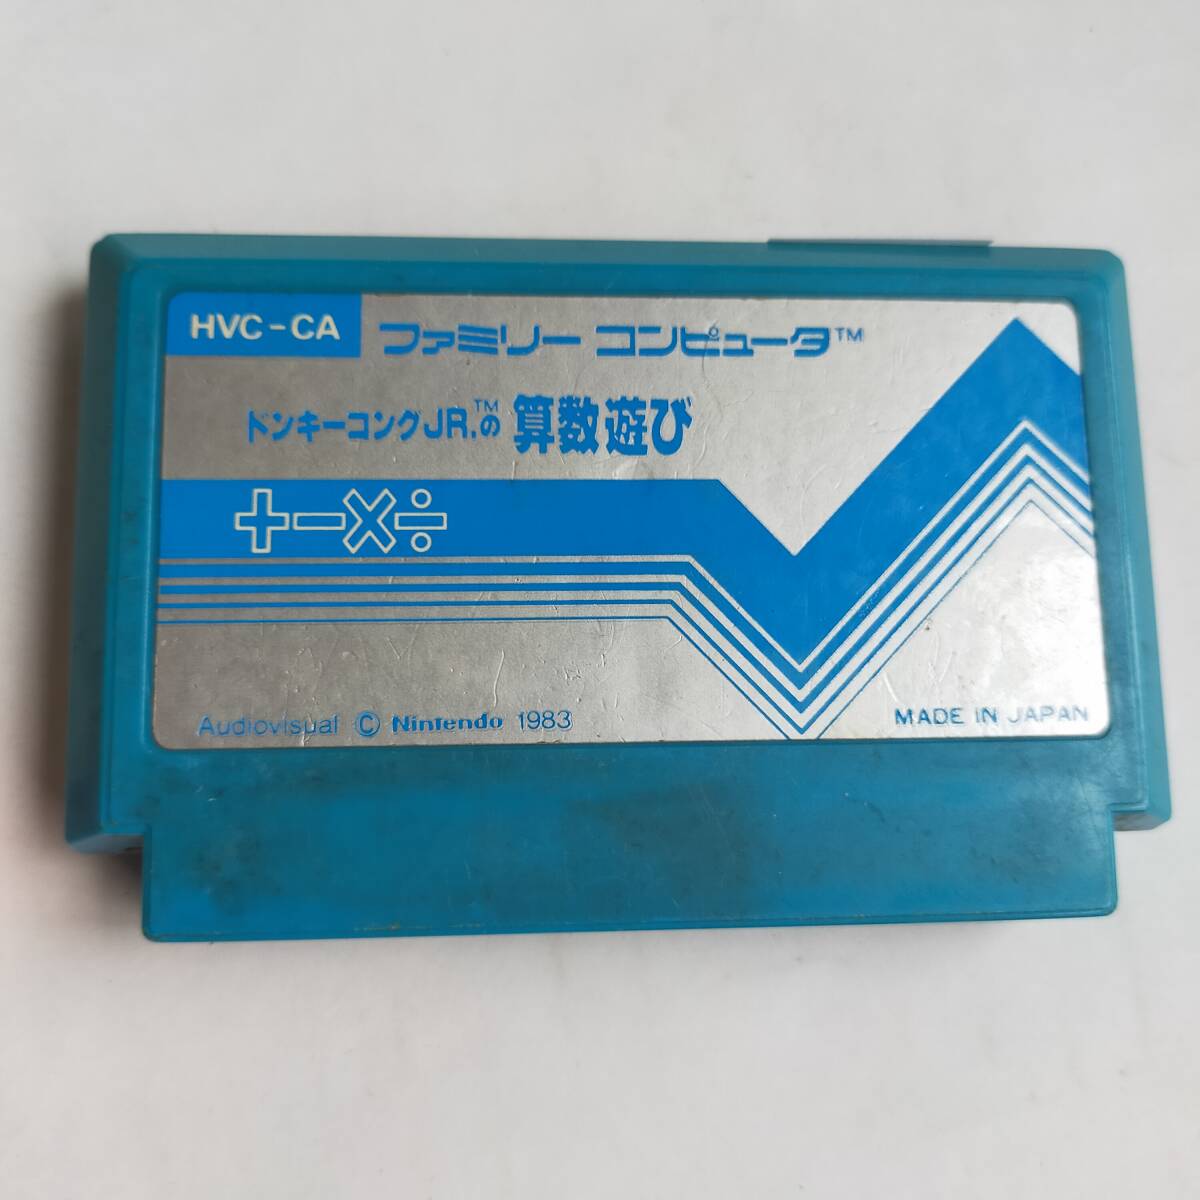 HVC-CA
ファミリー コンピュータ™
ドンキーコングJR.™の 算数遊び
+-×÷
Audiovisual © Nintendo 1983
MADE IN JAPAN